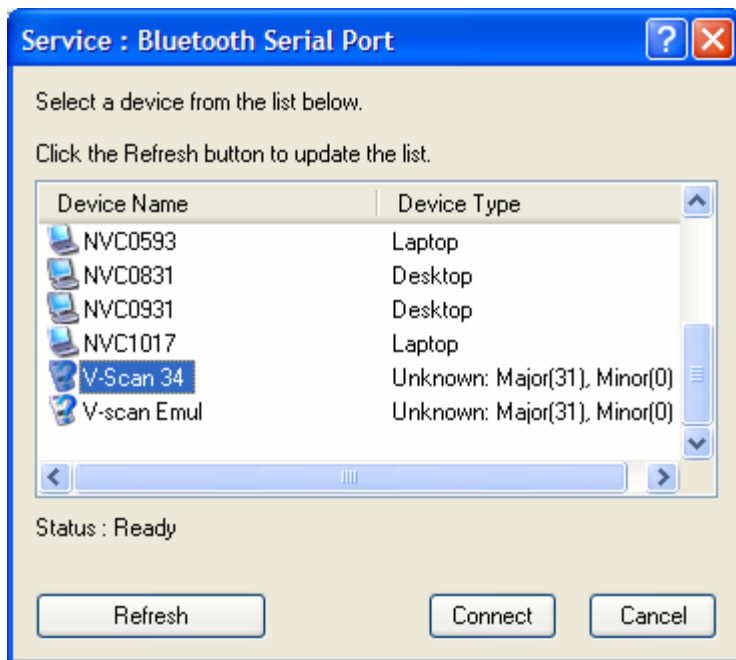 Service : Bluetooth Serial Port
Select a device from the list below.
Click the Refresh button to update the list.
Device Name Device Type
NVC0593 Laptop
NVC0831 Desktop
NVC0931 Desktop
NVC1017 Laptop
V-Scan 34 Unknown: Major(31), Minor(0)
V-scan Emul Unknown: Major(31), Minor(0)
Status : Ready
Refresh Connect Cancel